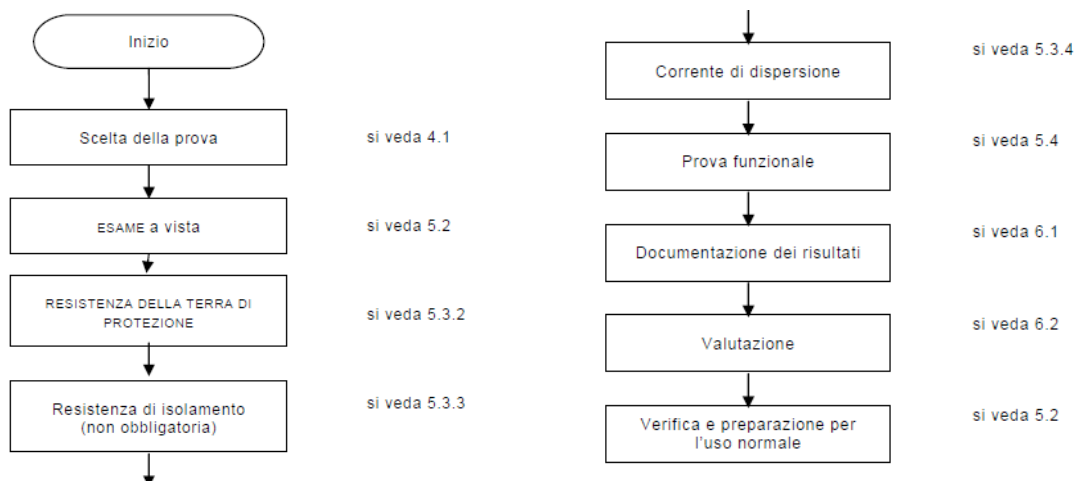 Inizio
Scelta della prova
si veda 4.1
ESAME a vista
si veda 5.2
RESISTENZA DELLA TERRA DI
PROTEZIONE
si veda 5.3.2
Resistenza di isolamento
(non obbligatoria)
si veda 5.3.3
Corrente di dispersione
si veda 5.3.4
Prova funzionale
si veda 5.4
Documentazione dei risultati
si veda 6.1
Valutazione
si veda 6.2
Verifica e preparazione per
l'uso normale
si veda 5.2